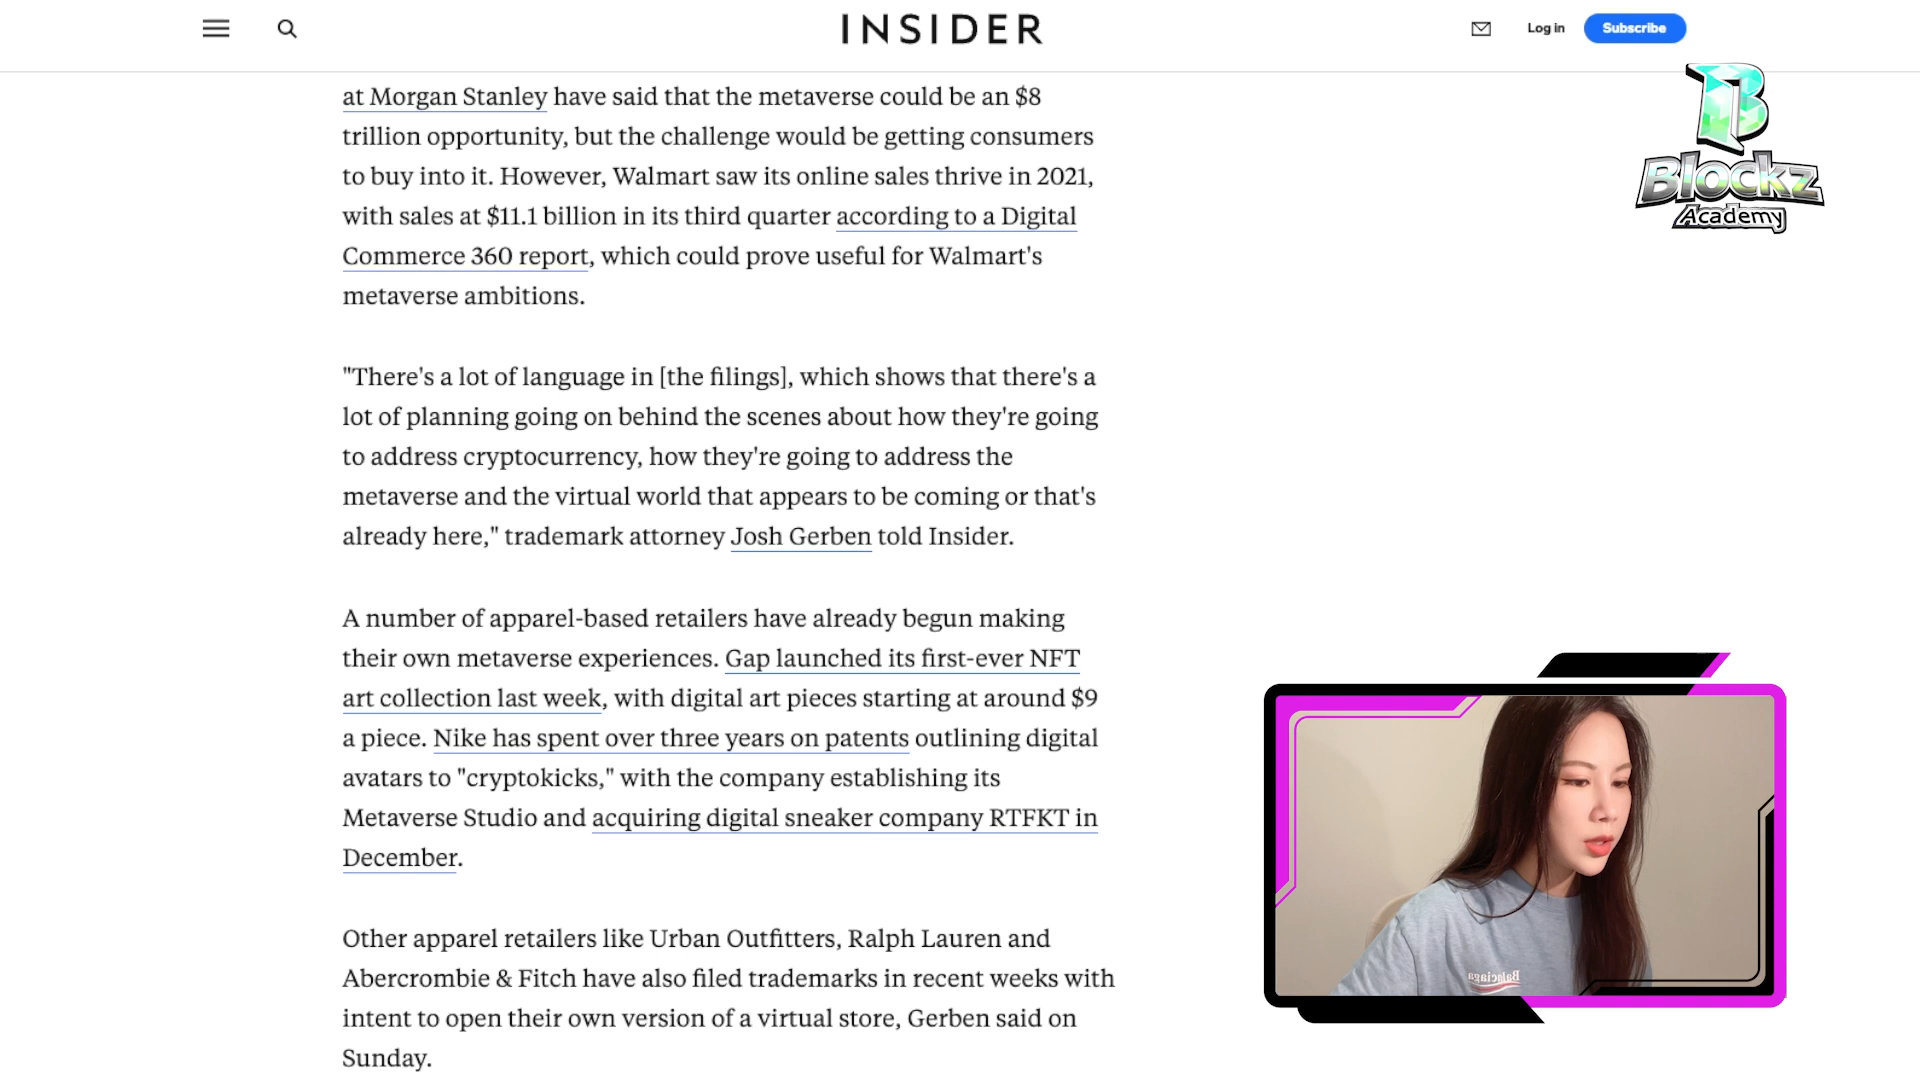 INSIDER
Log in
Subscribe
Blockz
Academy
at Morgan Stanley have said that the metaverse could be an $8
trillion opportunity, but the challenge would be getting consumers
to buy into it. However, Walmart saw its online sales thrive in 2021,
with sales at $11.1 billion in its third quarter according to a Digital
Commerce 360 report, which could prove useful for Walmart's
metaverse ambitions.
"There's a lot of language in [the filings], which shows that there's a
lot of planning going on behind the scenes about how they're going
to address cryptocurrency, how they're going to address the
metaverse and the virtual world that appears to be coming or that's
already here," trademark attorney Josh Gerben told Insider.
A number of apparel-based retailers have already begun making
their own metaverse experiences. Gap launched its first-ever NFT
art collection last week, with digital art pieces starting at around $9
a piece. Nike has spent over three years on patents outlining digital
avatars to "cryptokicks," with the company establishing its
Metaverse Studio and acquiring digital sneaker company RTFKT in
December.
Other apparel retailers like Urban Outfitters, Ralph Lauren and
Abercrombie & Fitch have also filed trademarks in recent weeks with
intent to open their own version of a virtual store, Gerben said on
Sunday.